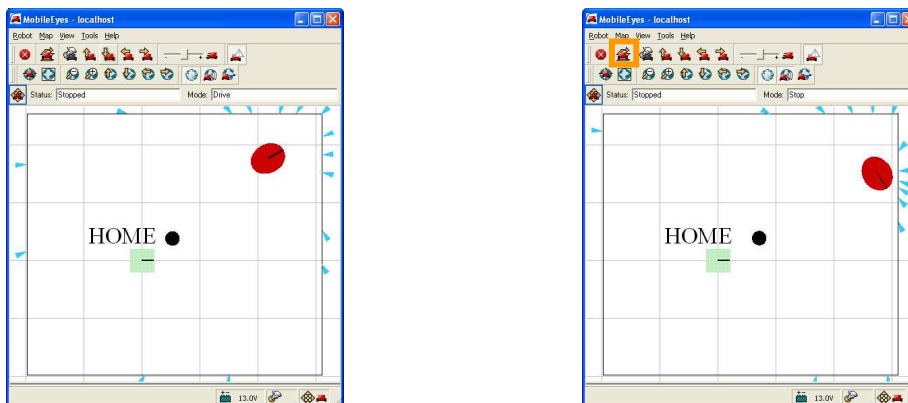 MobileEyes - localhost
Robot Map View Tools Help
Status: Stopped Mode: Drive
HOME
13.0V
MobileEyes - localhost
Robot Map View Tools Help
Status: Stopped Mode: Stop
HOME
13.0V